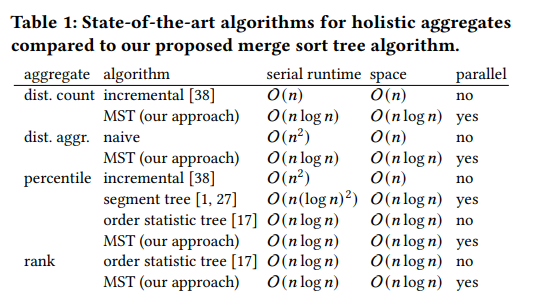 Table 1: State-of-the-art algorithms for holistic aggregates
compared to our proposed merge sort tree algorithm.
aggregate algorithm serial runtime space parallel
dist. count incremental [38] O(n) O(n) no
MST (our approach) O(n log n) O(n log n) yes
dist. aggr. naive O(n²) O(n) no
MST (our approach) O(n log n) O(n log n) yes
percentile incremental [38] O(n²) O(n) no
segment tree [1, 27] O(n(log n)²) O(n log n) yes
order statistic tree [17] O(n log n) O(n log n) no
MST (our approach) O(n log n) O(n log n) yes
rank order statistic tree [17] O(n log n) O(n log n) no
MST (our approach) O(n log n) O(n log n) yes